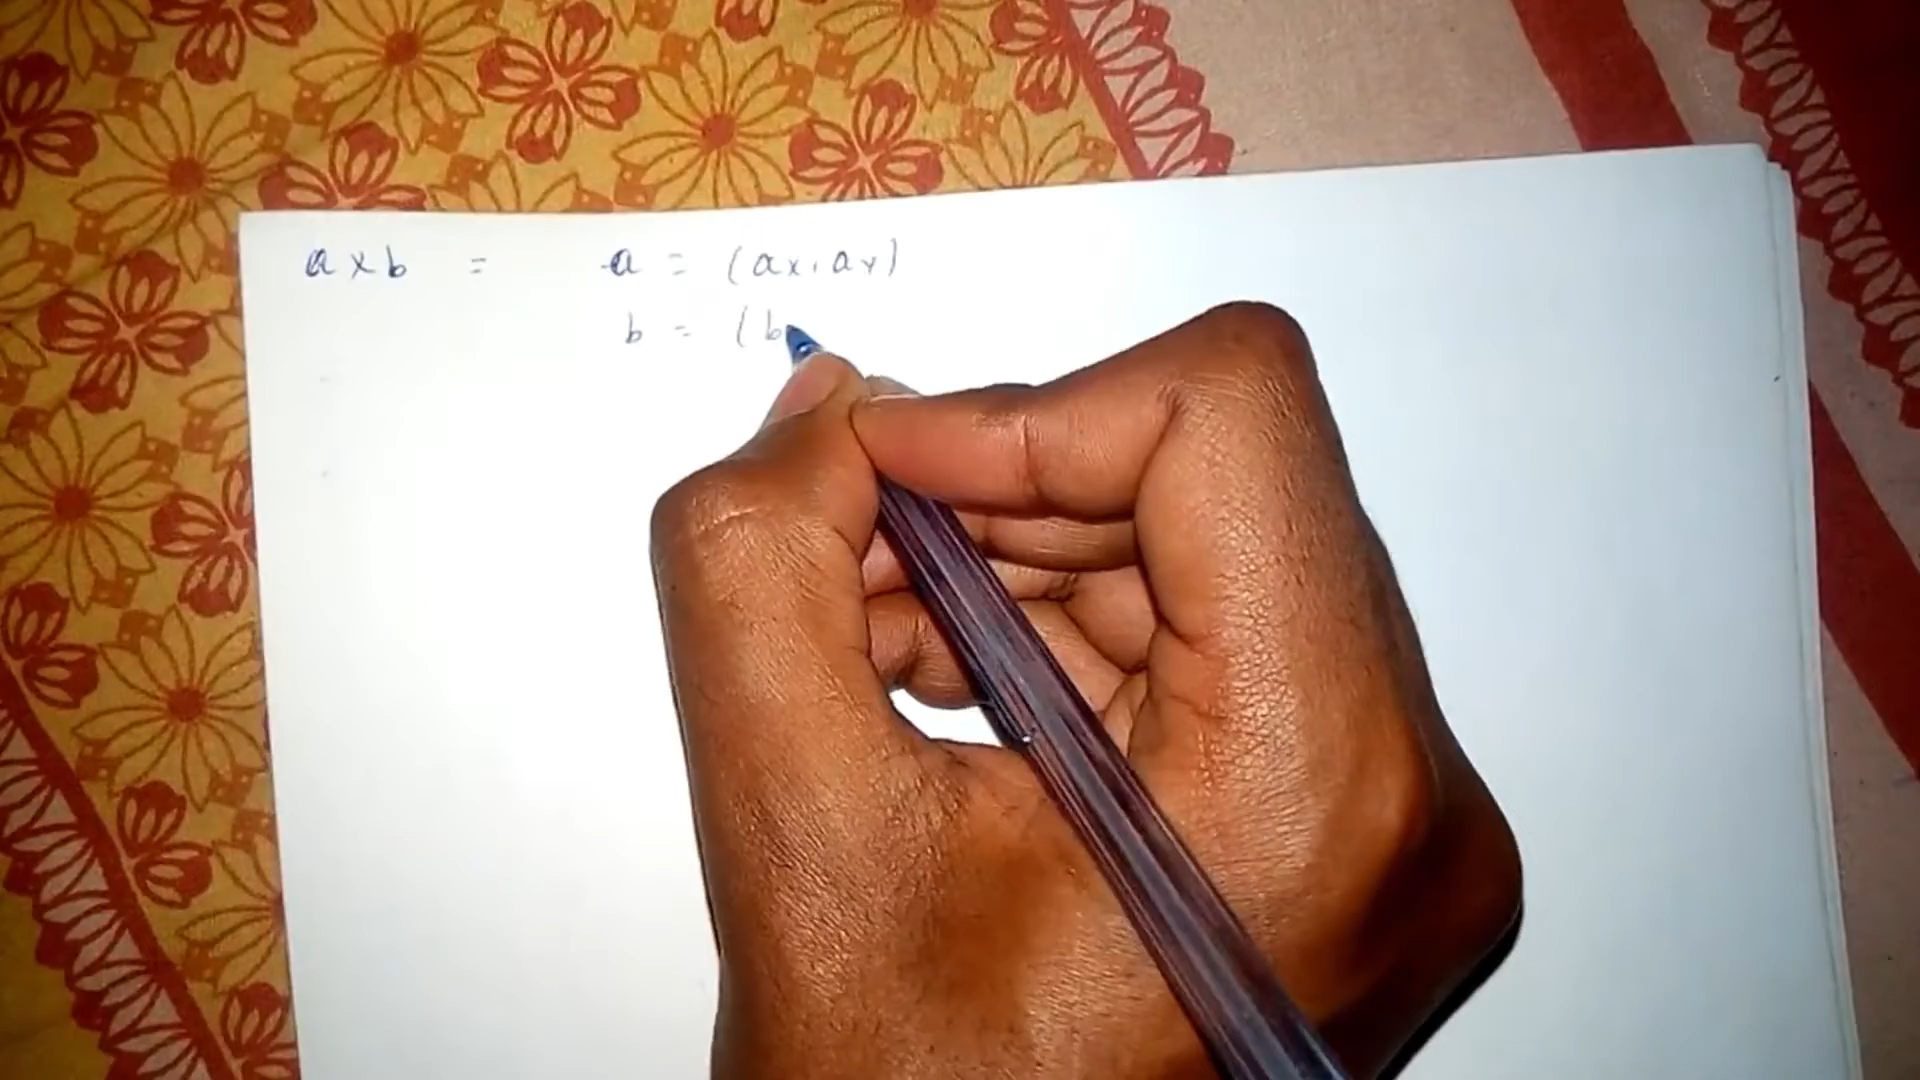 a x b = a = (ax, ay)
b = (b